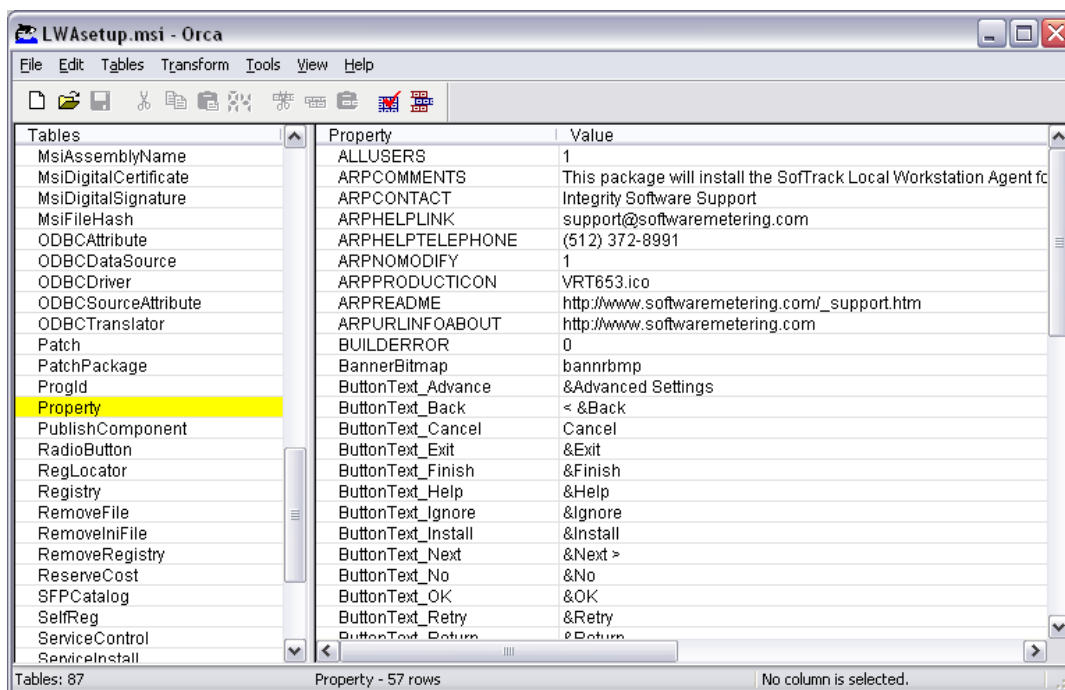 LWAsetup.msi - Orca
File Edit Tables Transform Tools View Help
Tables
MsiAssemblyName
MsiDigitalCertificate
MsiDigitalSignature
MsiFileHash
ODBCAttribute
ODBCDataSource
ODBCDriver
ODBCSourceAttribute
ODBCTranslator
Patch
PatchPackage
ProgId
Property
PublishComponent
RadioButton
RegLocator
Registry
RemoveFile
RemoveIniFile
RemoveRegistry
ReserveCost
SFPCatalog
SelfReg
ServiceControl
ServiceInstall
Property Value
ALLUSERS 1
ARPCOMMENTS This package will install the SofTrack Local Workstation Agent fo
ARPCONTACT Integrity Software Support
ARPHELPLINK support@softwaremetering.com
ARPHELPTELEPHONE (512) 372-8991
ARPNOMODIFY 1
ARPPRODUCTICON VRT653.ico
ARPREADME http://www.softwaremetering.com/_support.htm
ARPURLINFOABOUT http://www.softwaremetering.com
BUILDERROR 0
BannerBitmap bannrbmp
ButtonText_Advance &Advanced Settings
ButtonText_Back < &Back
ButtonText_Cancel Cancel
ButtonText_Exit &Exit
ButtonText_Finish &Finish
ButtonText_Help &Help
ButtonText_Ignore &Ignore
ButtonText_Install &Install
ButtonText_Next &Next >
ButtonText_No &No
ButtonText_OK &OK
ButtonText_Retry &Retry
ButtonText_Return &Return
Tables: 87 Property - 57 rows No column is selected.